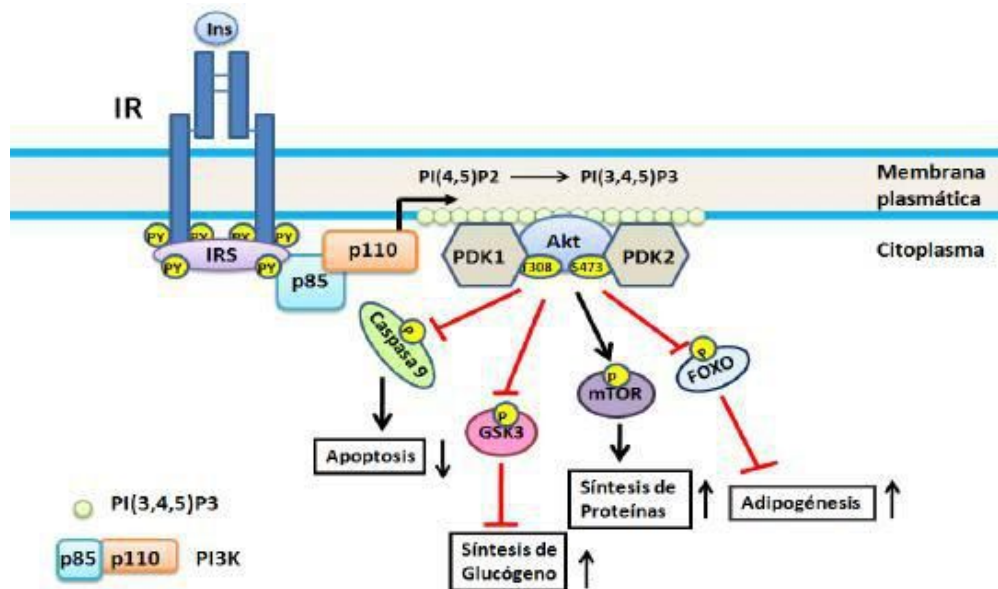 Ins
IR
PI(4,5)P2 → PI(3,4,5)P3
Membrana
plasmática
Citoplasma
PY PY PY PY
IRS
PY PY
p85
p110
PDK1
Akt
T308 S473
PDK2
P
Caspasa 9
P
GSK3
p
mTOR
P
FOXO
Apoptosis
Síntesis de
Proteínas
Adipogénesis
Síntesis de
Glucógeno
PI(3,4,5)P3
p85 p110 PI3K